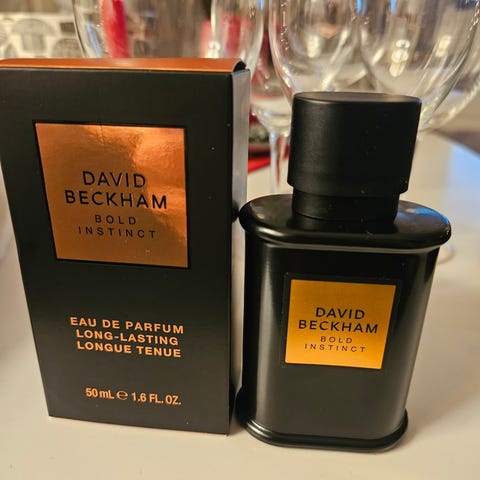 DAVID
BECKHAM
BOLD
INSTINCT
EAU DE PARFUM
LONG-LASTING
LONGUE TENUE
50 mL ℮ 1.6 FL. OZ.
DAVID
BECKHAM
BOLD
INSTINCT